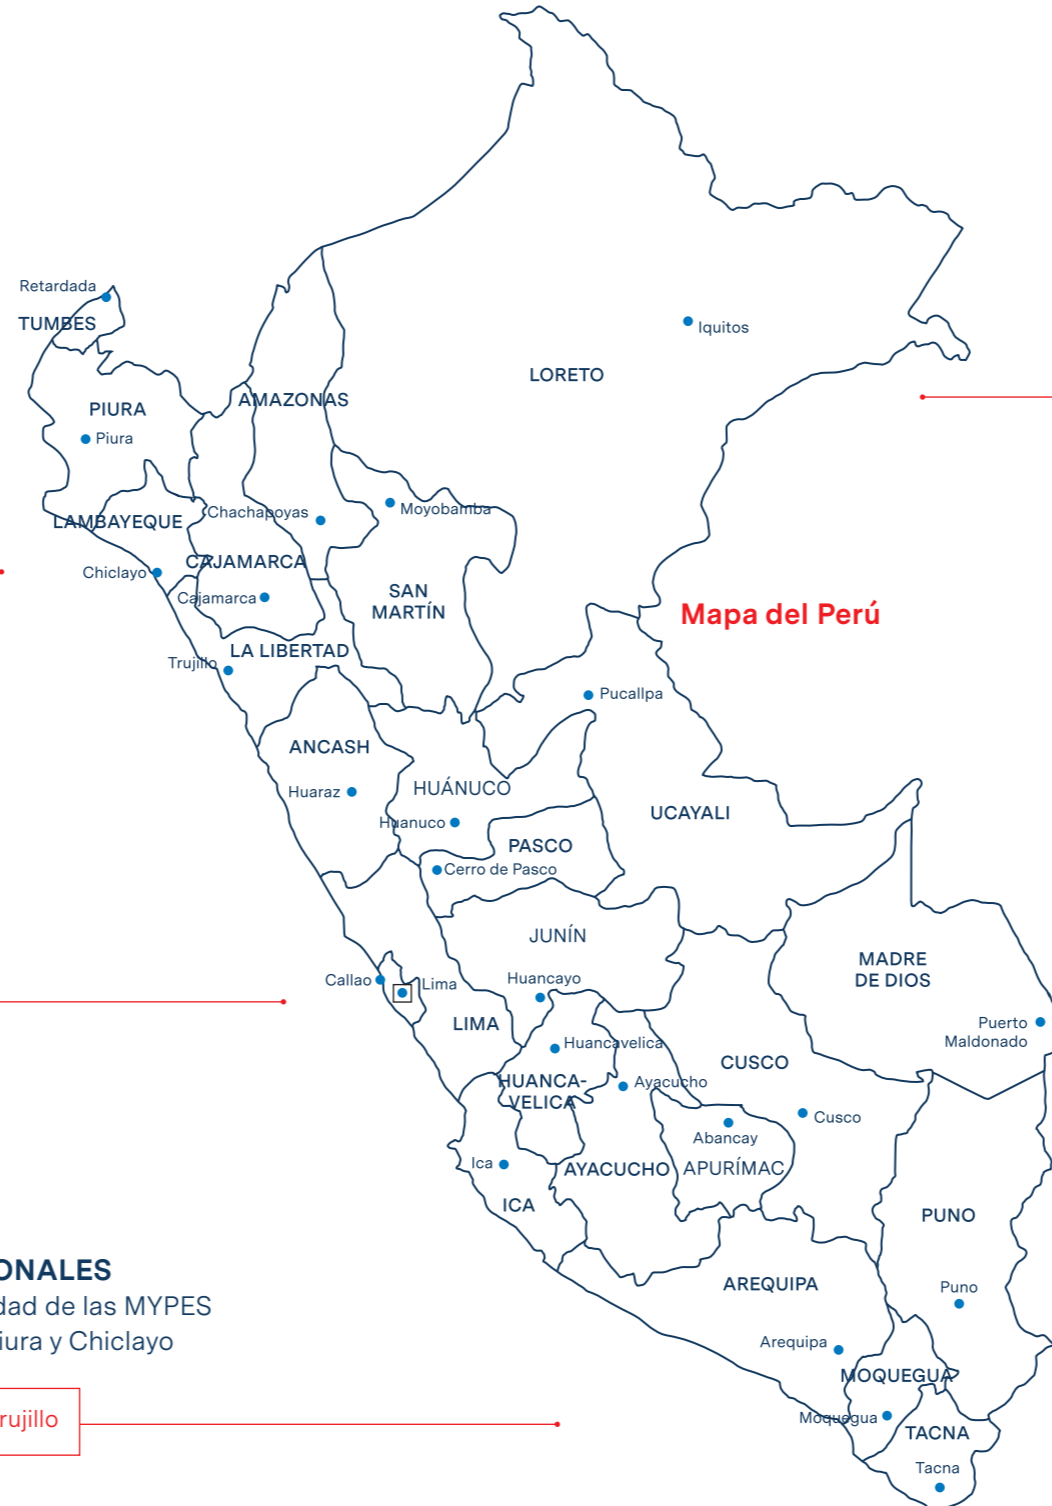 Retardada
TUMBES
Iquitos
LORETO
AMAZONAS
PIURA
Piura
Moyobamba
Chachapoyas
LAMBAYEQUE
CAJAMARCA
Chiclayo
SAN
MARTÍN
Cajamarca
Mapa del Perú
LA LIBERTAD
Trujillo
Pucallpa
ANCASH
HUÁNUCO
Huaraz
UCAYALI
Huanuco
PASCO
Cerro de Pasco
JUNÍN
MADRE
DE DIOS
Callao
Lima
Huancayo
LIMA
Puerto
Maldonado
Huancavelica
CUSCO
HUANCA-
VELICA
Ayacucho
Cusco
Abancay
Ica
AYACUCHO
APURÍMAC
ICA
PUNO
ONALES
dad de las MYPES
iura y Chiclayo
AREQUIPA
Puno
Arequipa
MOQUEGUA
Moquegua
rujillo
TACNA
Tacna